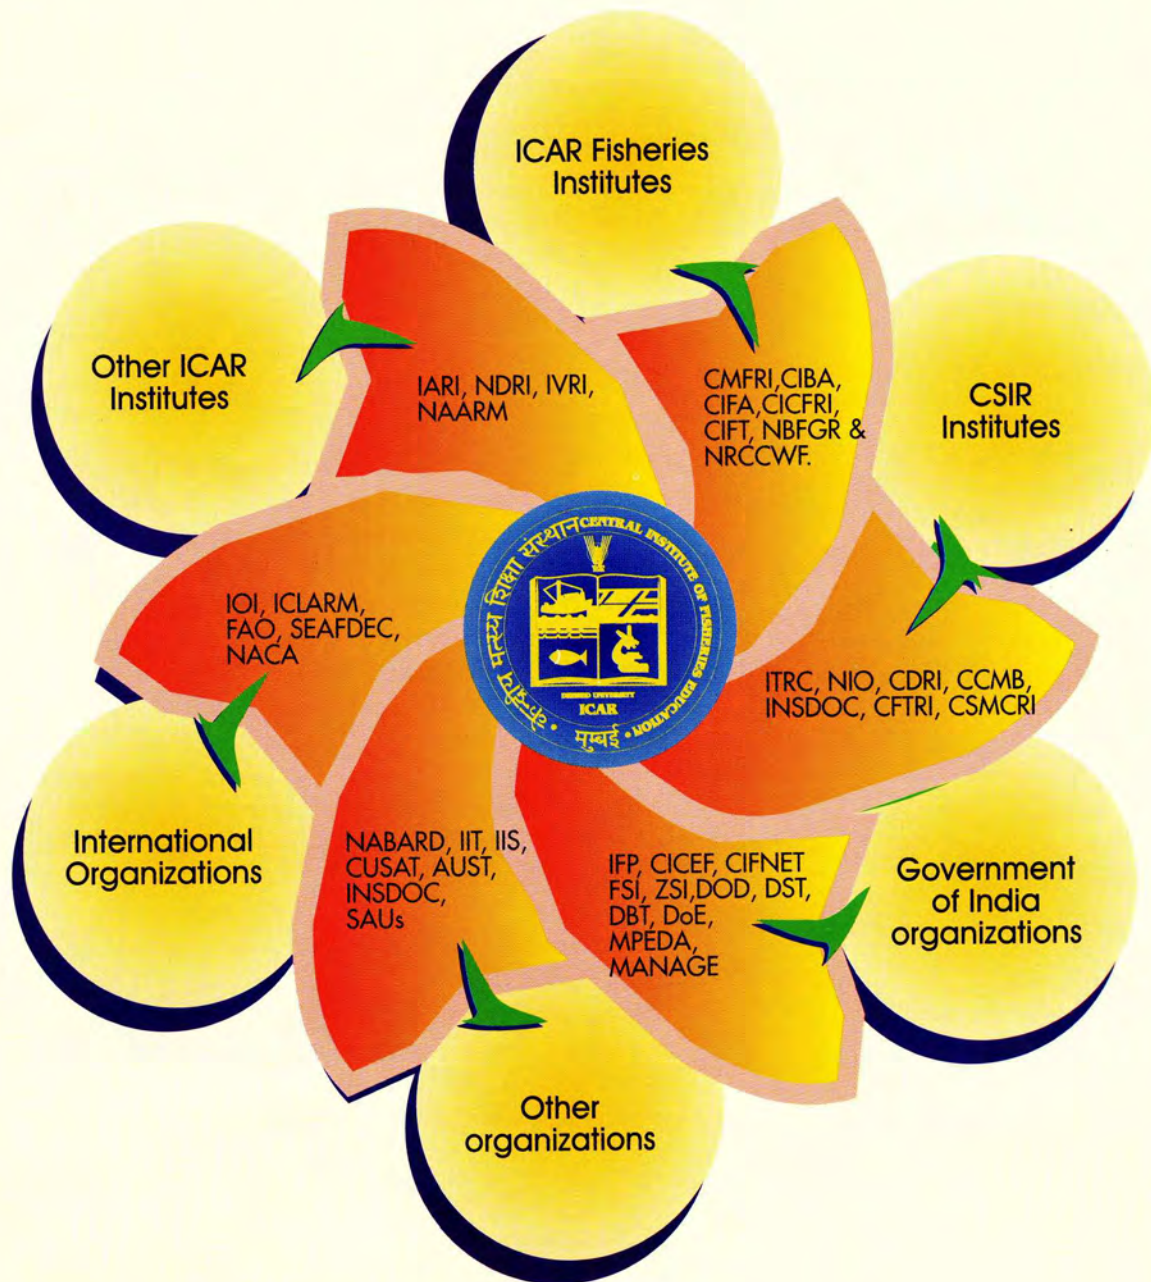 ICAR Fisheries
Institutes
Other ICAR
Institutes
IARI, NDRI, IVRI,
NAARM
CMFRI,CIBA,
CIFA,CICFRI,
CIFT, NBFGR &
NRCCWF.
CSIR
Institutes
केन्द्रीय मत्स्य शिक्षा संस्थान
CENTRAL INSTITUTE OF FISHERIES EDUCATION
DEEMED UNIVERSITY
ICAR
• मुम्बई •
IOI, ICLARM,
FAO, SEAFDEC,
NACA
ITRC, NIO, CDRI, CCMB,
INSDOC, CFTRI, CSMCRI
International
Organizations
NABARD, IIT, IIS,
CUSAT, AUST,
INSDOC,
SAUs
IFP, CICEF, CIFNET
FSI, ZSI,DOD, DST,
DBT, DoE,
MPEDA,
MANAGE
Government
of India
organizations
Other
organizations